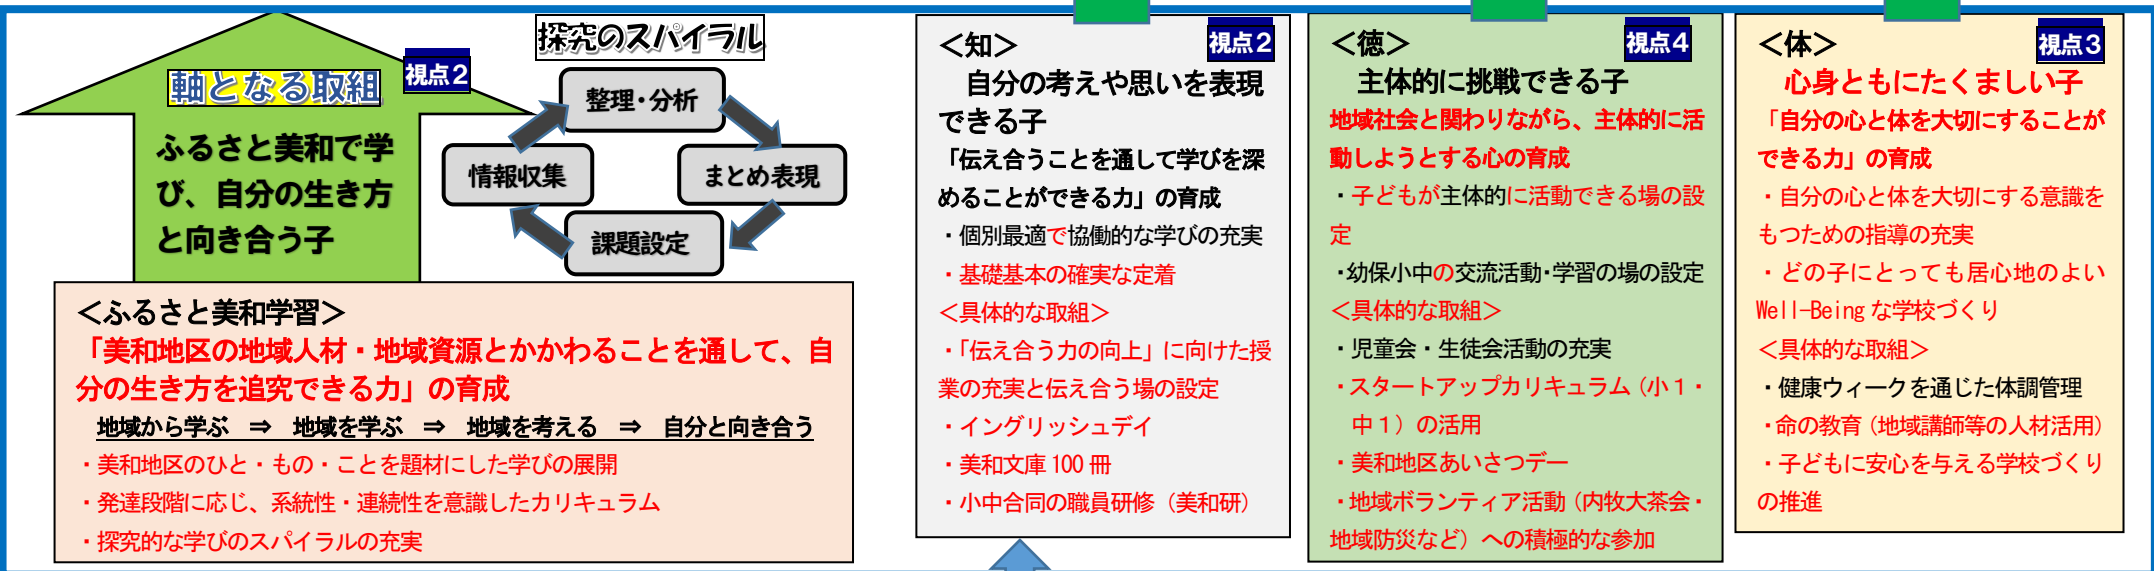 軸となる取組
視点2
ふるさと美和で学
び、自分の生き方
と向き合う子
探究のスパイラル
整理・分析
情報収集
まとめ表現
課題設定
＜ふるさと美和学習＞
「美和地区の地域人材・地域資源とかかわることを通して、自
分の生き方を追究できる力」の育成
地域から学ぶ　⇒　地域を学ぶ　⇒　地域を考える　⇒　自分と向き合う
・美和地区のひと・もの・ことを題材にした学びの展開
・発達段階に応じ、系統性・連続性を意識したカリキュラム
・探究的な学びのスパイラルの充実
＜知＞
視点2
自分の考えや思いを表現
できる子
「伝え合うことを通して学びを深
めることができる力」の育成
・個別最適で協働的な学びの充実
・基礎基本の確実な定着
＜具体的な取組＞
・「伝え合う力の向上」に向けた授
業の充実と伝え合う場の設定
・イングリッシュデイ
・美和文庫100冊
・小中合同の職員研修（美和研）
＜徳＞
視点4
主体的に挑戦できる子
地域社会と関わりながら、主体的に活
動しようとする心の育成
・子どもが主体的に活動できる場の設
定
・幼保小中の交流活動・学習の場の設定
＜具体的な取組＞
・児童会・生徒会活動の充実
・スタートアップカリキュラム（小１・
中１）の活用
・美和地区あいさつデー
・地域ボランティア活動（内牧大茶会・
地域防災など）への積極的な参加
＜体＞
視点3
心身ともにたくましい子
「自分の心と体を大切にすることが
できる力」の育成
・自分の心と体を大切にする意識を
もつための指導の充実
・どの子にとっても居心地のよい
Well-Beingな学校づくり
＜具体的な取組＞
・健康ウィークを通じた体調管理
・命の教育（地域講師等の人材活用）
・子どもに安心を与える学校づくり
の推進